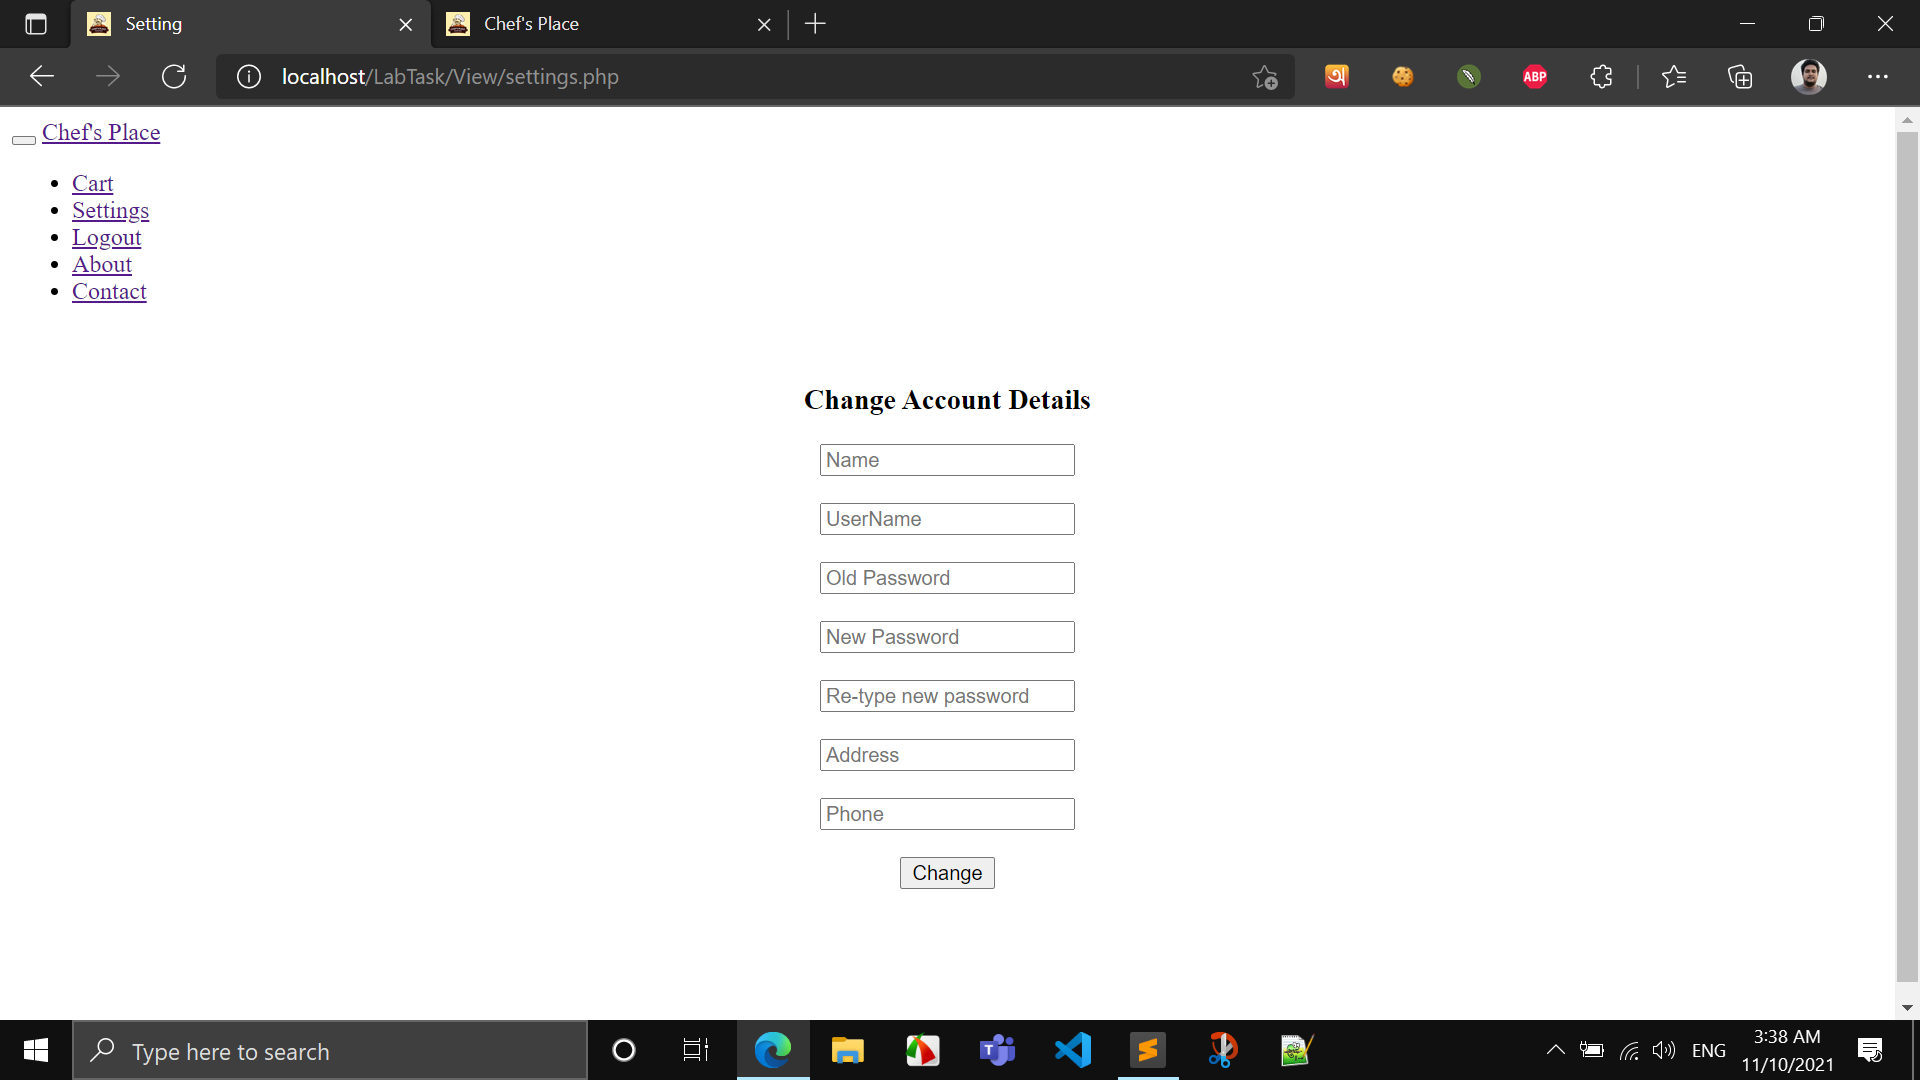 Setting
Chef's Place
localhost/LabTask/View/settings.php
অ
ABP
Chef's Place
Cart
Settings
Logout
About
Contact
Change Account Details
Name
UserName
Old Password
New Password
Re-type new password
Address
Phone
Change
Type here to search
T
ENG
3:38 AM
11/10/2021